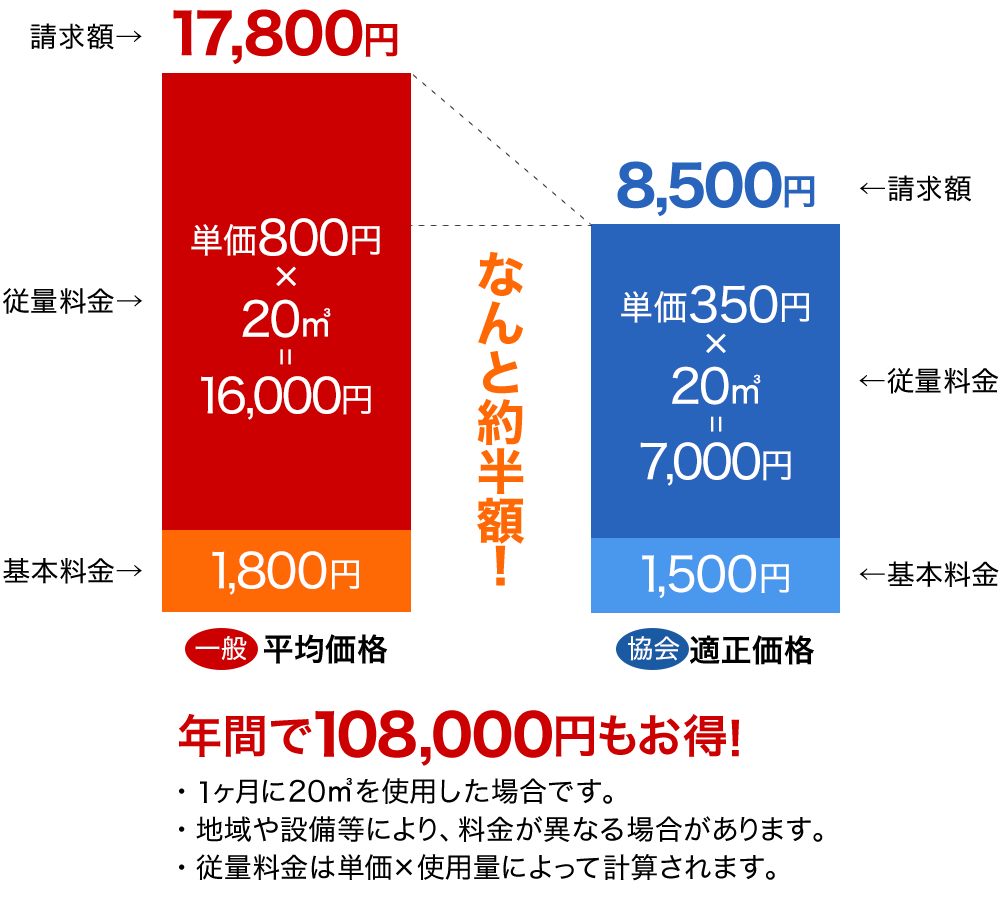 請求額→
17,800円
従量料金→
単価800円
×
20㎥
=
16,000円
基本料金→
1,800円
一般 平均価格
なんと約半額！
8,500円
←請求額
単価350円
×
20㎥
=
7,000円
←従量料金
1,500円
←基本料金
協会 適正価格
年間で108,000円もお得!
・1ヶ月に20㎥を使用した場合です。
・地域や設備等により、料金が異なる場合があります。
・従量料金は単価×使用量によって計算されます。